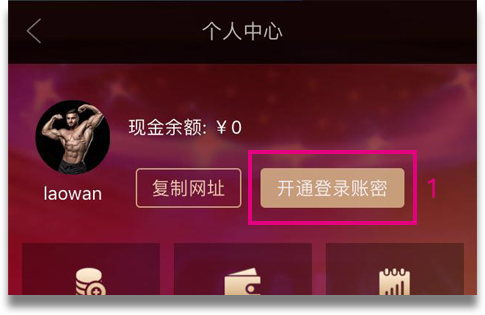 个人中心
现金余额: ￥0
laowan
复制网址
开通登录账密
1